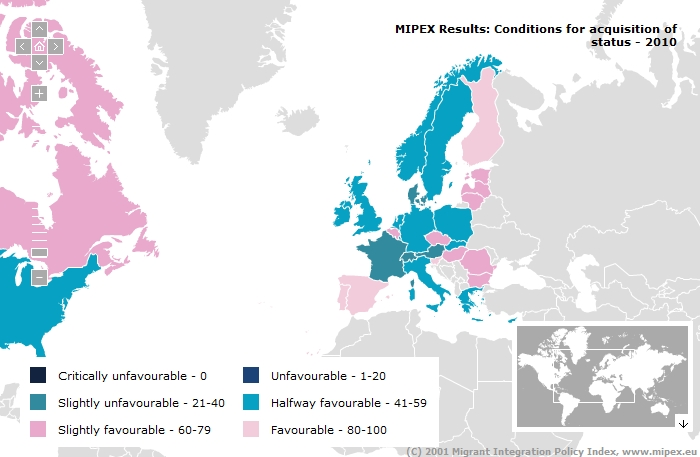 MIPEX Results: Conditions for acquisition of
status - 2010
Critically unfavourable - 0
Unfavourable - 1-20
Slightly unfavourable - 21-40
Halfway favourable - 41-59
Slightly favourable - 60-79
Favourable - 80-100
(C) 2001 Migrant Integration Policy Index, www.mipex.eu